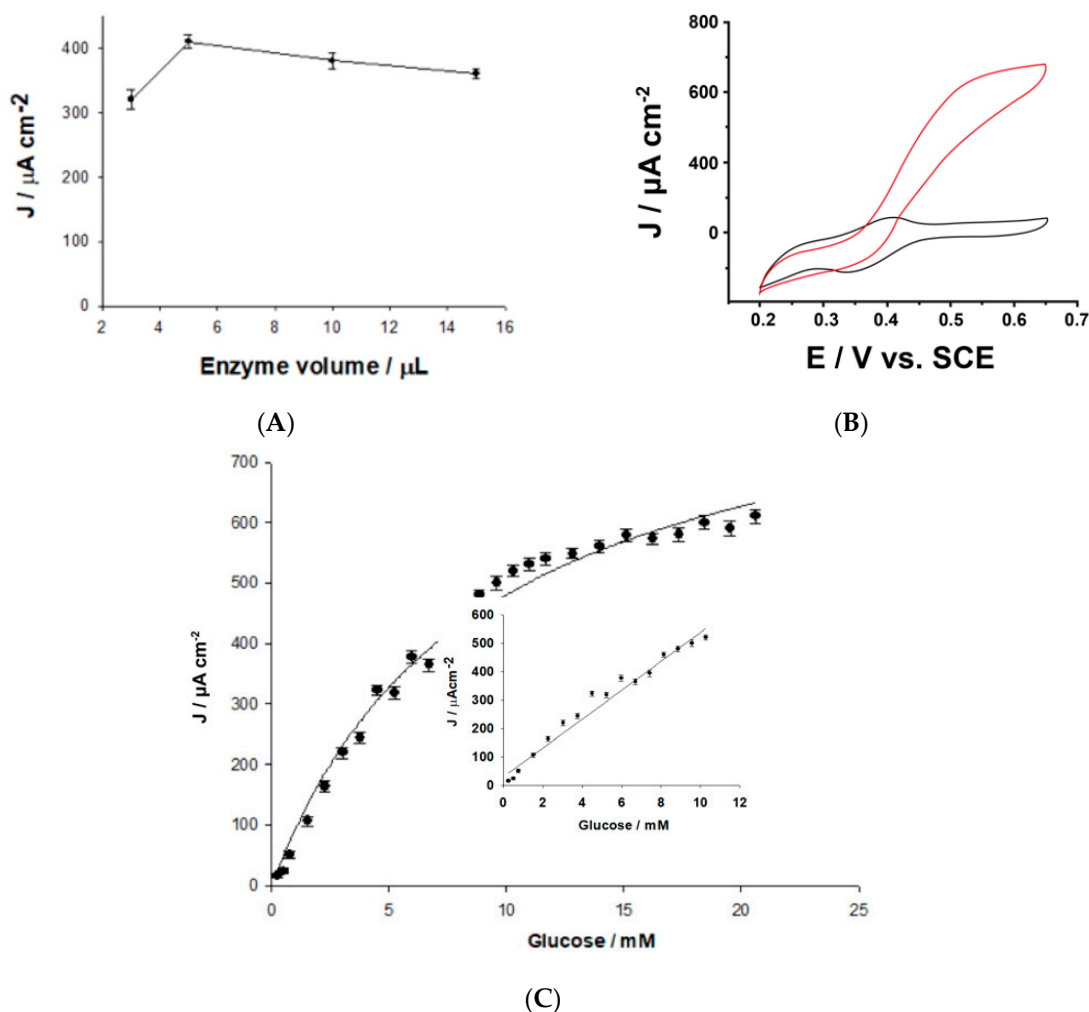 400
300
200
100
0
J / μA cm-2
2 4 6 8 10 12 14 16
Enzyme volume / μL
(A)
800
600
400
200
0
J / μA cm-2
0.2 0.3 0.4 0.5 0.6 0.7
E / V vs. SCE
(B)
700
600
500
400
300
200
100
0
J / μA cm-2
0 5 10 15 20 25
Glucose / mM
600
500
400
300
200
100
0
J / μAcm-2
0 2 4 6 8 10 12
Glucose / mM
(C)